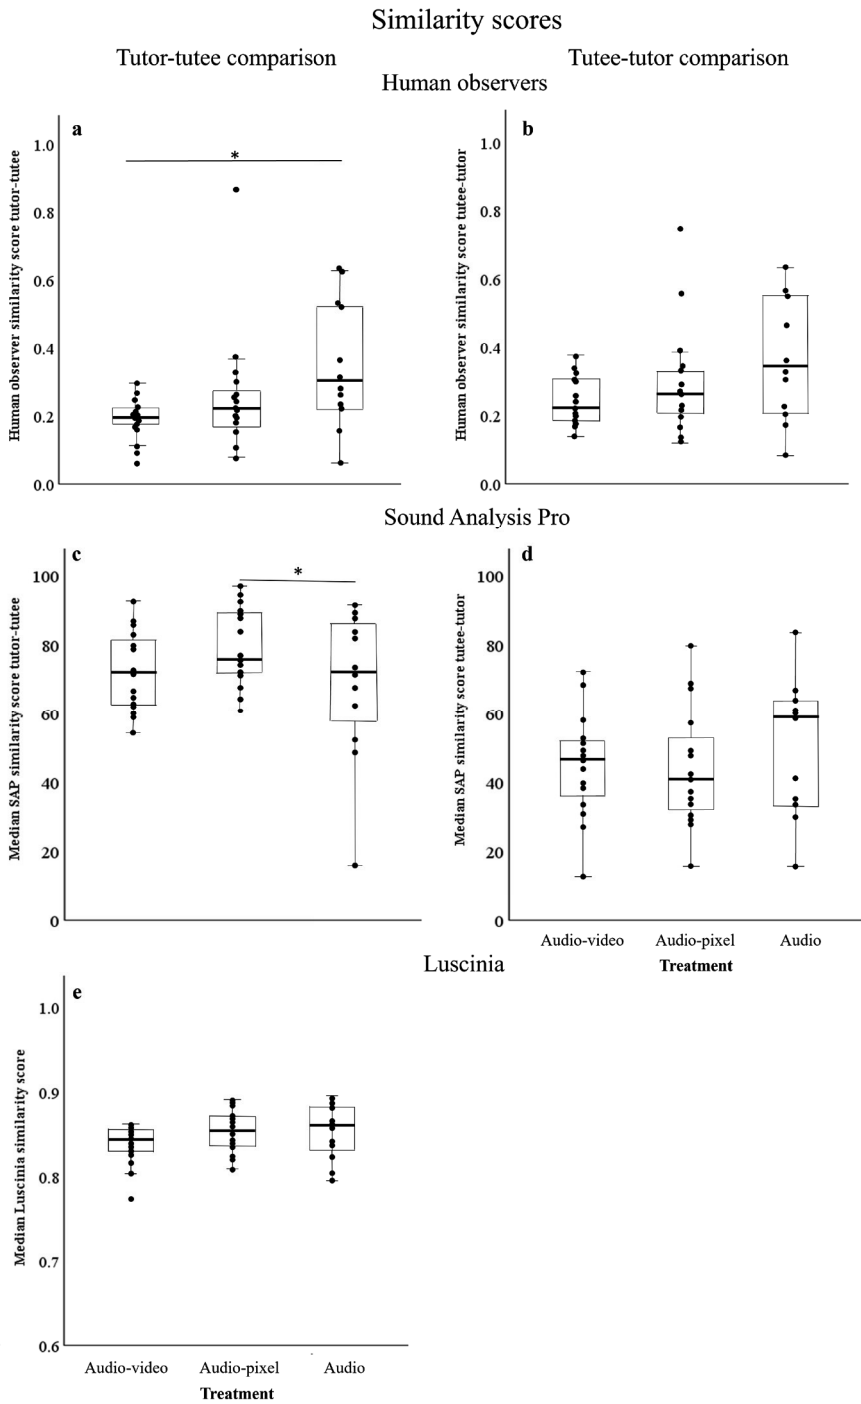 Similarity scores
Tutor-tutee comparison
Tutee-tutor comparison
Human observers
a
*
Human observer similarity score tutor-tutee
1.0
0.8
0.6
0.4
0.2
0.0
b
Human observer similarity score tutee-tutor
1.0
0.8
0.6
0.4
0.2
0.0
Sound Analysis Pro
c
*
Median SAP similarity score tutor-tutee
100
80
60
40
20
0
d
Median SAP similarity score tutee-tutor
100
80
60
40
20
0
Audio-video Audio-pixel Audio
Treatment
Luscinia
e
Median Luscinia similarity score
1.0
0.9
0.8
0.7
0.6
Audio-video Audio-pixel Audio
Treatment